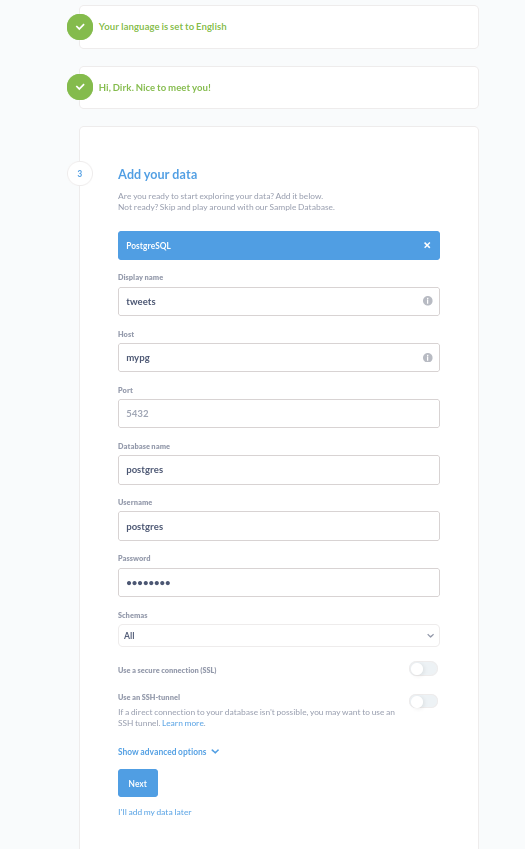 Your language is set to English
Hi, Dirk. Nice to meet you!
3
Add your data
Are you ready to start exploring your data? Add it below.
Not ready? Skip and play around with our Sample Database.
PostgreSQL
Display name
tweets
Host
mypg
Port
5432
Database name
postgres
Username
postgres
Password
••••••••
Schemas
All
Use a secure connection (SSL)
Use an SSH-tunnel
If a direct connection to your database isn't possible, you may want to use an
SSH tunnel. Learn more.
Show advanced options
Next
I'll add my data later